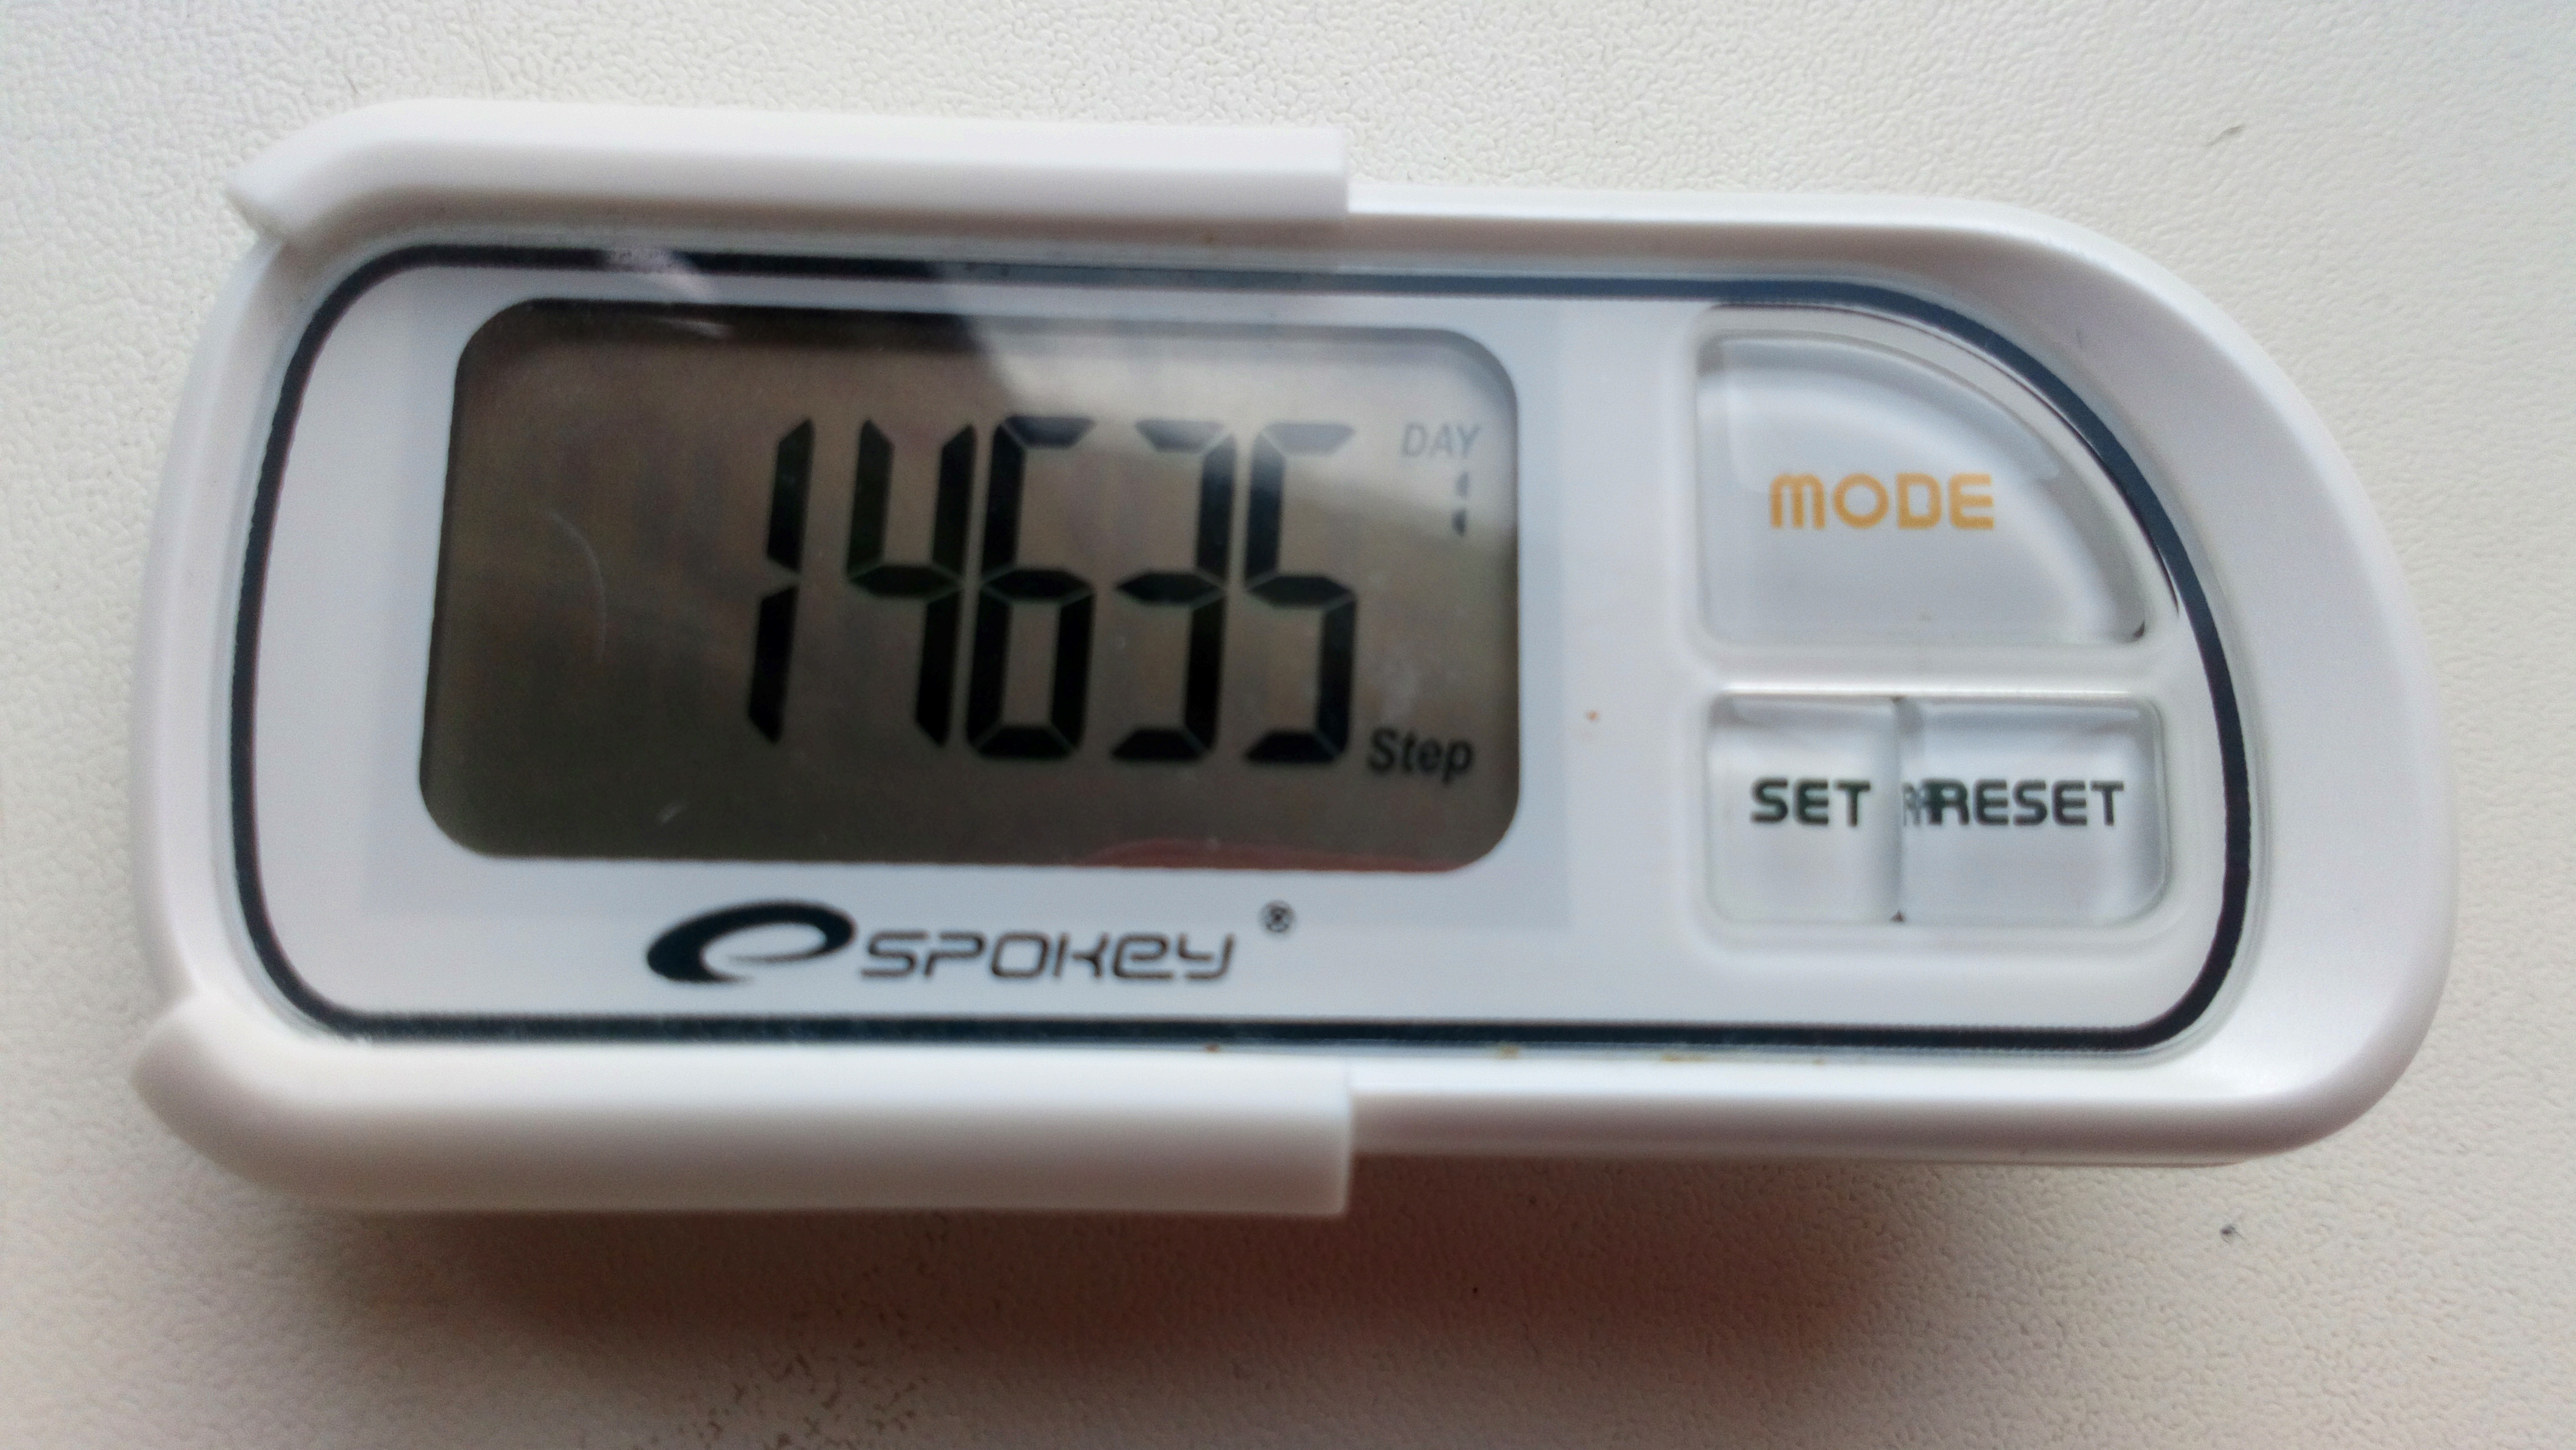 DAY
1
14635
Step
MODE
SET RESET
SPOKEY ®